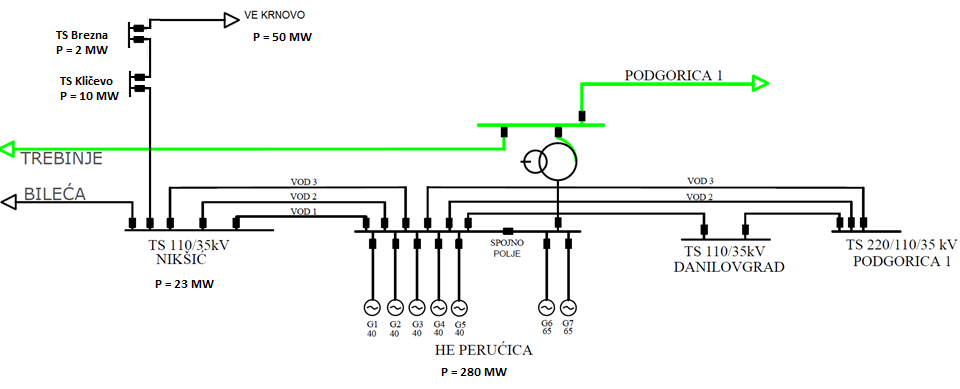 VE KRNOVO
P = 50 MW
TS Brezna
P = 2 MW
TS Kličevo
P = 10 MW
PODGORICA 1
TREBINJE
BILEĆA
VOD 3
VOD 2
VOD 1
VOD 3
VOD 2
TS 110/35kV
NIKŠIĆ
P = 23 MW
SPOJNO
POLJE
TS 110/35kV
DANILOVGRAD
TS 220/110/35 kV
PODGORICA 1
G1
40
G2
40
G3
40
G4
40
G5
40
G6
65
G7
65
HE PERUĆICA
P = 280 MW